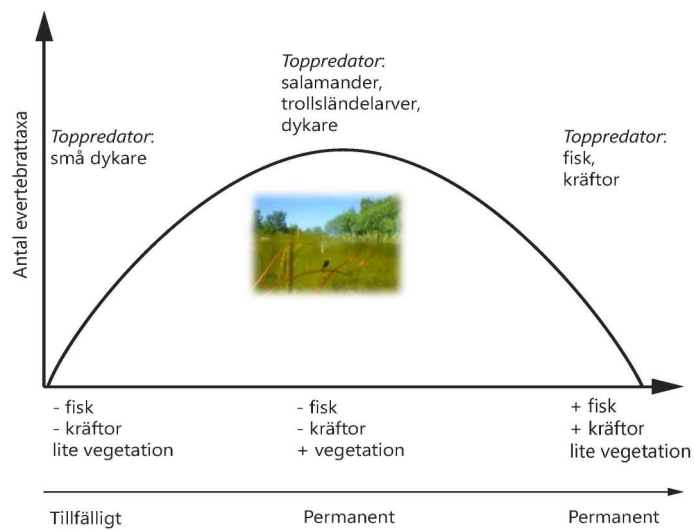 Antal evertebrattaxa
Toppredator:
små dykare
Toppredator:
salamander,
trollsländelarver,
dykare
Toppredator:
fisk,
kräftor
- fisk
- kräftor
lite vegetation
- fisk
- kräftor
+ vegetation
+ fisk
+ kräftor
lite vegetation
Tillfälligt
Permanent
Permanent